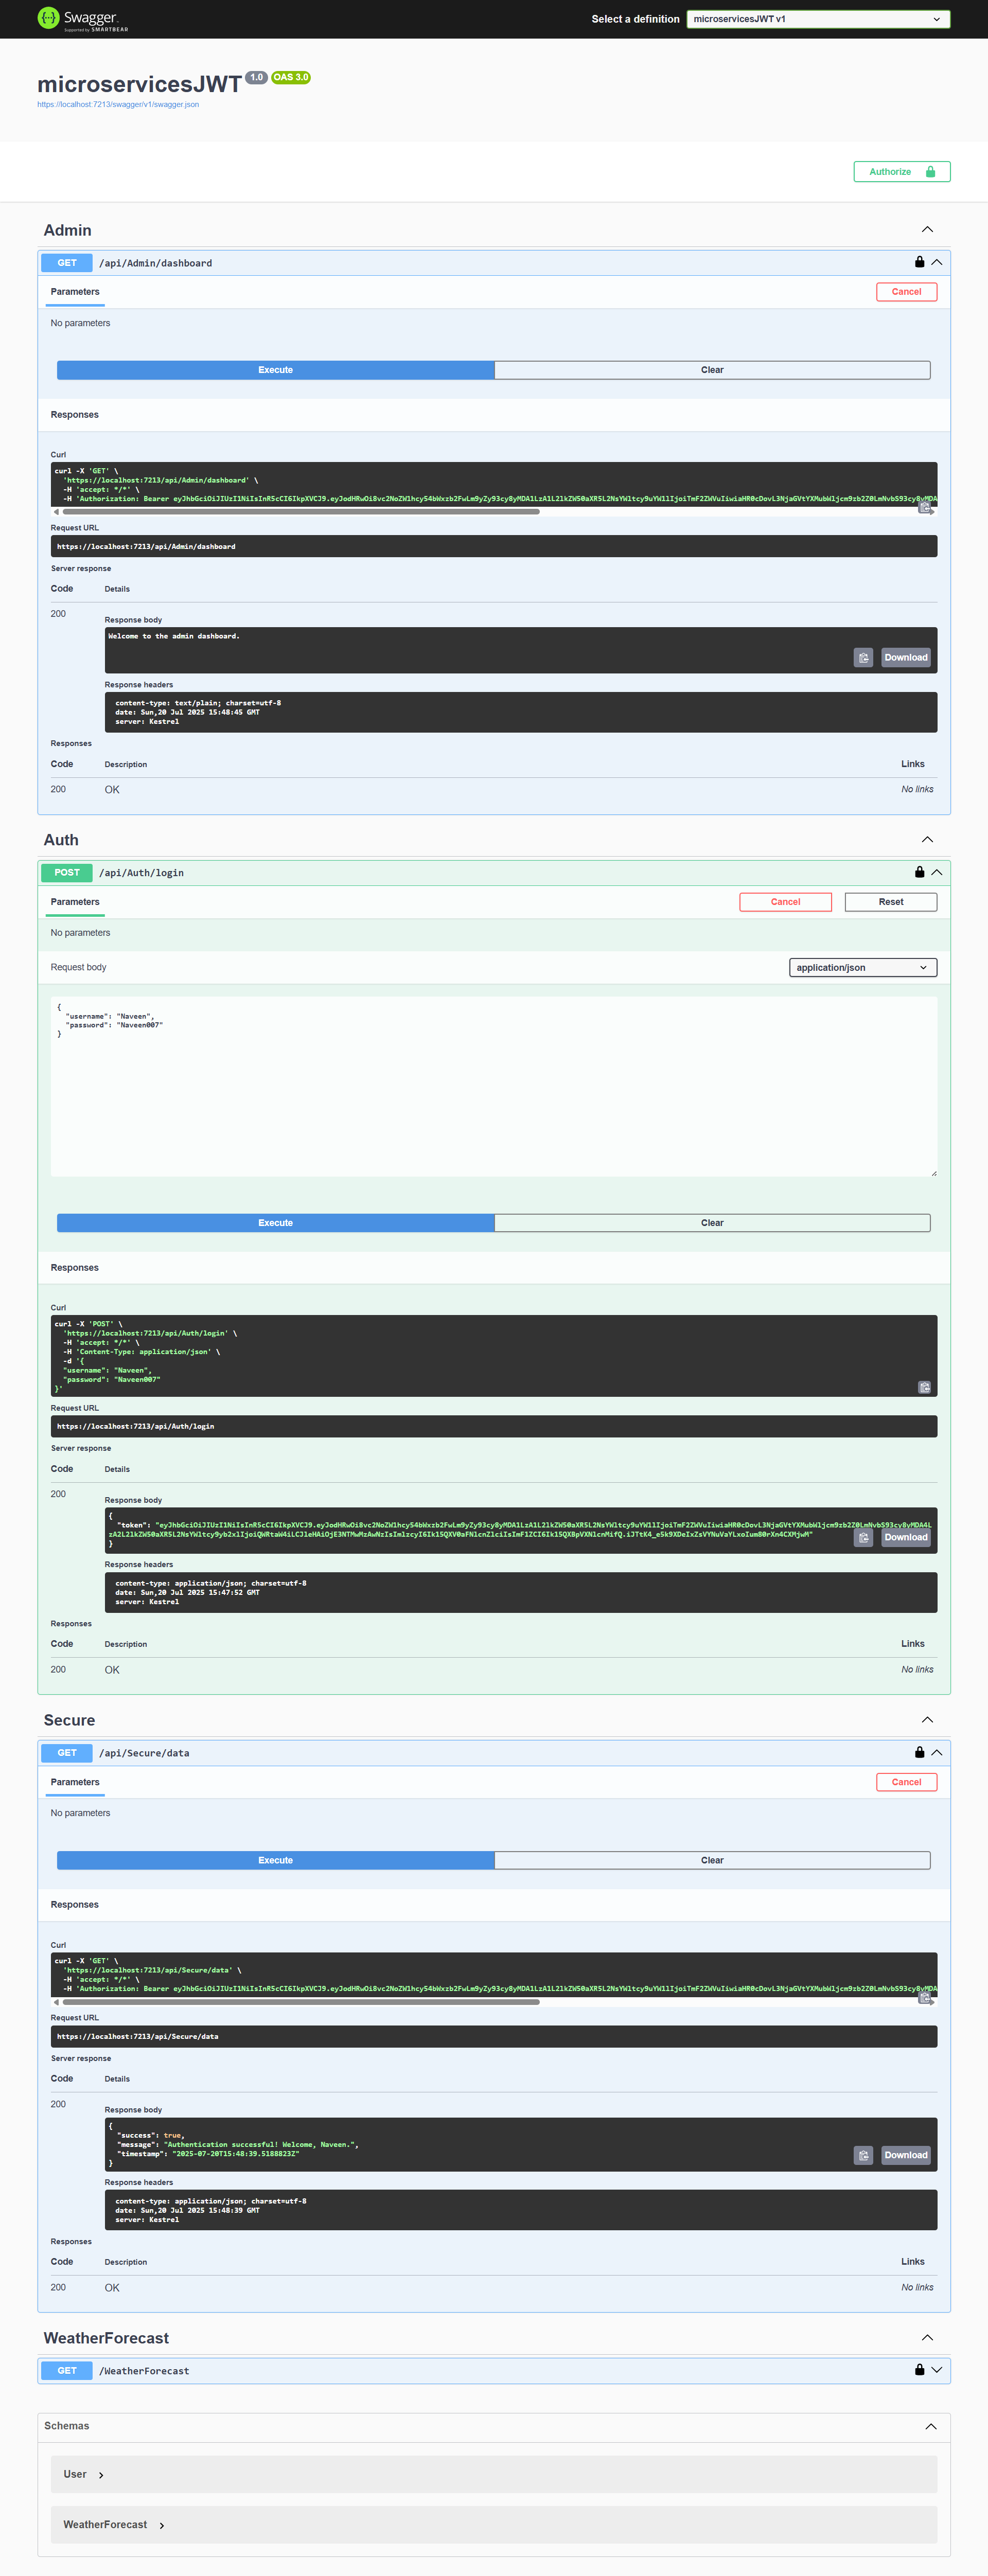 Swagger.
Supported by SMARTBEAR
Select a definition
microservicesJWT v1
microservicesJWT 1.0 OAS 3.0
https://localhost:7213/swagger/v1/swagger.json
Authorize
Admin
GET /api/Admin/dashboard
Parameters
Cancel
No parameters
Execute
Clear
Responses
Curl
curl -X 'GET' \
'https://localhost:7213/api/Admin/dashboard' \
-H 'accept: */*' \
-H 'Authorization: Bearer
Request URL
https://localhost:7213/api/Admin/dashboard
Server response
Code Details
200
Response body
Welcome to the admin dashboard.
Download
Response headers
content-type: text/plain; charset=utf-8
date: Sun,20 Jul 2025 15:48:45 GMT
server: Kestrel
Responses
Code Description Links
200 OK No links
Auth
POST /api/Auth/login
Parameters
Cancel
Reset
No parameters
Request body
application/json
{
"username": "Naveen",
"password": "Naveen007"
}
Execute
Clear
Responses
Curl
curl -X 'POST' \
'https://localhost:7213/api/Auth/login' \
-H 'accept: */*' \
-H 'Content-Type: application/json' \
-d '{
"username": "Naveen",
"password": "Naveen007"
}'
Request URL
https://localhost:7213/api/Auth/login
Server response
Code Details
200
Response body
{
"token":
}
Download
Response headers
content-type: application/json; charset=utf-8
date: Sun,20 Jul 2025 15:47:52 GMT
server: Kestrel
Responses
Code Description Links
200 OK No links
Secure
GET /api/Secure/data
Parameters
Cancel
No parameters
Execute
Clear
Responses
Curl
curl -X 'GET' \
'https://localhost:7213/api/Secure/data' \
-H 'accept: */*' \
-H 'Authorization: Bearer
Request URL
https://localhost:7213/api/Secure/data
Server response
Code Details
200
Response body
{
"success": true,
"message": "Authentication successful! Welcome, Naveen.",
"timestamp": "2025-07-20T15:48:39.5188823Z"
}
Download
Response headers
content-type: application/json; charset=utf-8
date: Sun,20 Jul 2025 15:48:39 GMT
server: Kestrel
Responses
Code Description Links
200 OK No links
WeatherForecast
GET /WeatherForecast
Schemas
User
WeatherForecast